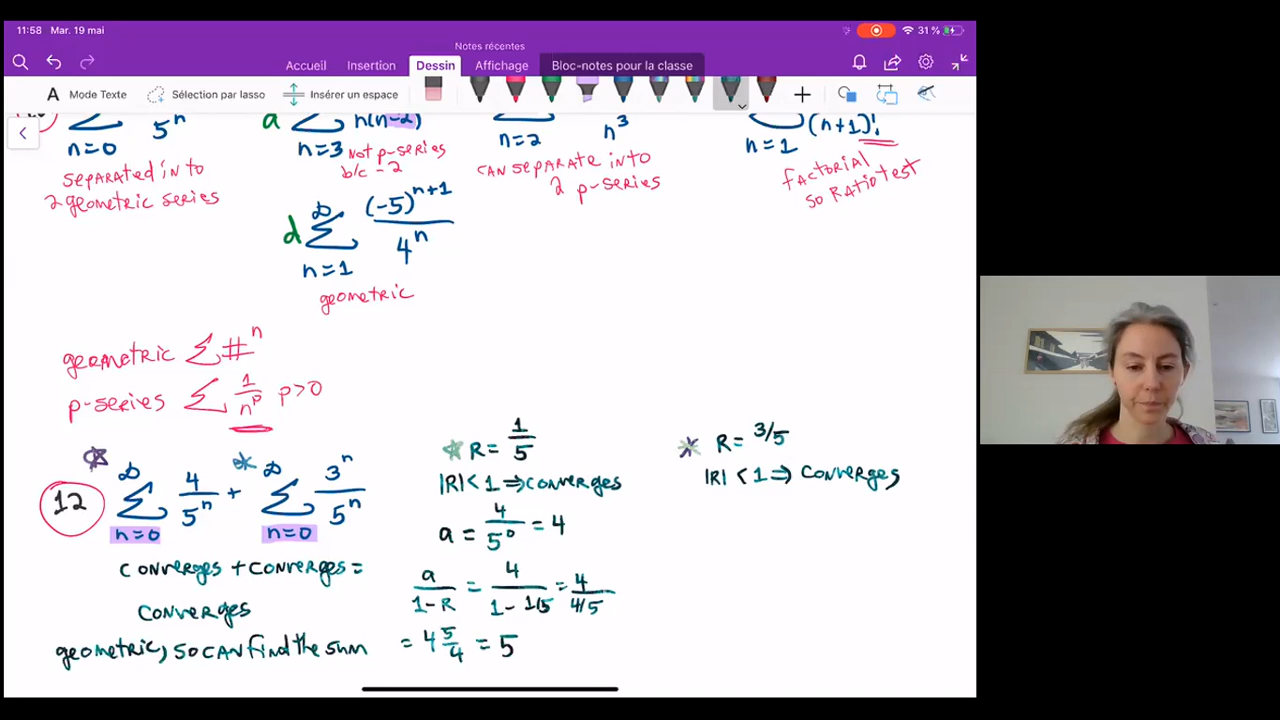 11:58 Mar. 19 mai
31 %
Notes récentes
Accueil Insertion Dessin Affichage Bloc-notes pour la classe
A Mode Texte Sélection par lasso Insérer un espace
∑ n=0 5^n
a ∑ n=3 n(n-2)
n=2 n^3
∑ n=1 (n+1)!
separated into
2 geometric series
Not p-series
b/c -2
can separate into
2 p-series
factorial
so Ratio test
d ∑ n=1 ∞ (-5)^{n+1} / 4^n
geometric
geometric ∑ #^n
p-series ∑ 1/n^p p>0
12 ∑ n=0 ∞ 4/5^n + ∑ n=0 ∞ 3^n/5^n
converges + converges =
converges
geometric, so can find the sum
R = 1/5
|R| < 1 ⇒ converges
a = 4/5^0 = 4
a/(1-R) = 4/(1 - 1/5) = 4/(4/5)
= 4 5/4 = 5
* R = 3/5
|R| < 1 ⇒ converges